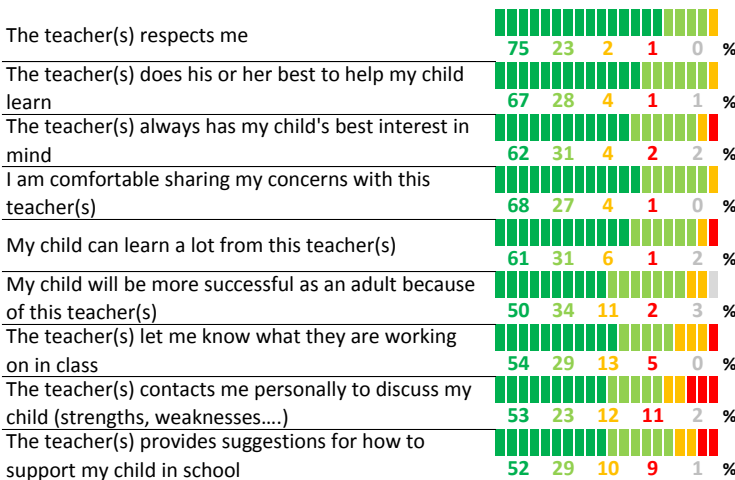 The teacher(s) respects me
75 23 2 1 0 %
The teacher(s) does his or her best to help my child
learn
67 28 4 1 1 %
The teacher(s) always has my child's best interest in
mind
62 31 4 2 2 %
I am comfortable sharing my concerns with this
teacher(s)
68 27 4 1 0 %
My child can learn a lot from this teacher(s)
61 31 6 1 2 %
My child will be more successful as an adult because
of this teacher(s)
50 34 11 2 3 %
The teacher(s) let me know what they are working
on in class
54 29 13 5 0 %
The teacher(s) contacts me personally to discuss my
child (strengths, weaknesses....)
53 23 12 11 2 %
The teacher(s) provides suggestions for how to
support my child in school
52 29 10 9 1 %